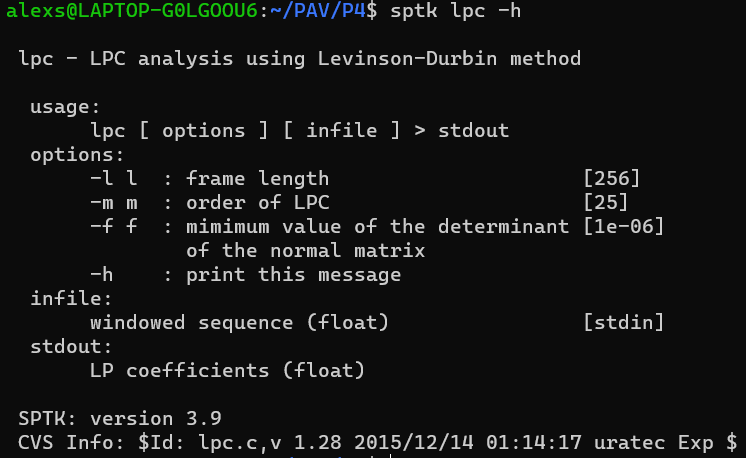 alexs@LAPTOP-G0LGOOU6:~/PAV/P4$ sptk lpc -h
lpc - LPC analysis using Levinson-Durbin method
usage:
lpc [ options ] [ infile ] > stdout
options:
-l l : frame length [256]
-m m : order of LPC [25]
-f f : mimimum value of the determinant [1e-06]
of the normal matrix
-h : print this message
infile:
windowed sequence (float) [stdin]
stdout:
LP coefficients (float)
SPTK: version 3.9
CVS Info: $Id: lpc.c,v 1.28 2015/12/14 01:14:17 uratec Exp $